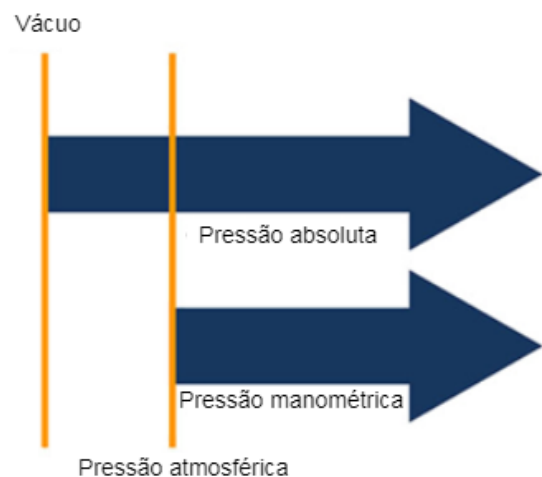 Vácuo
Pressão absoluta
Pressão manométrica
Pressão atmosférica